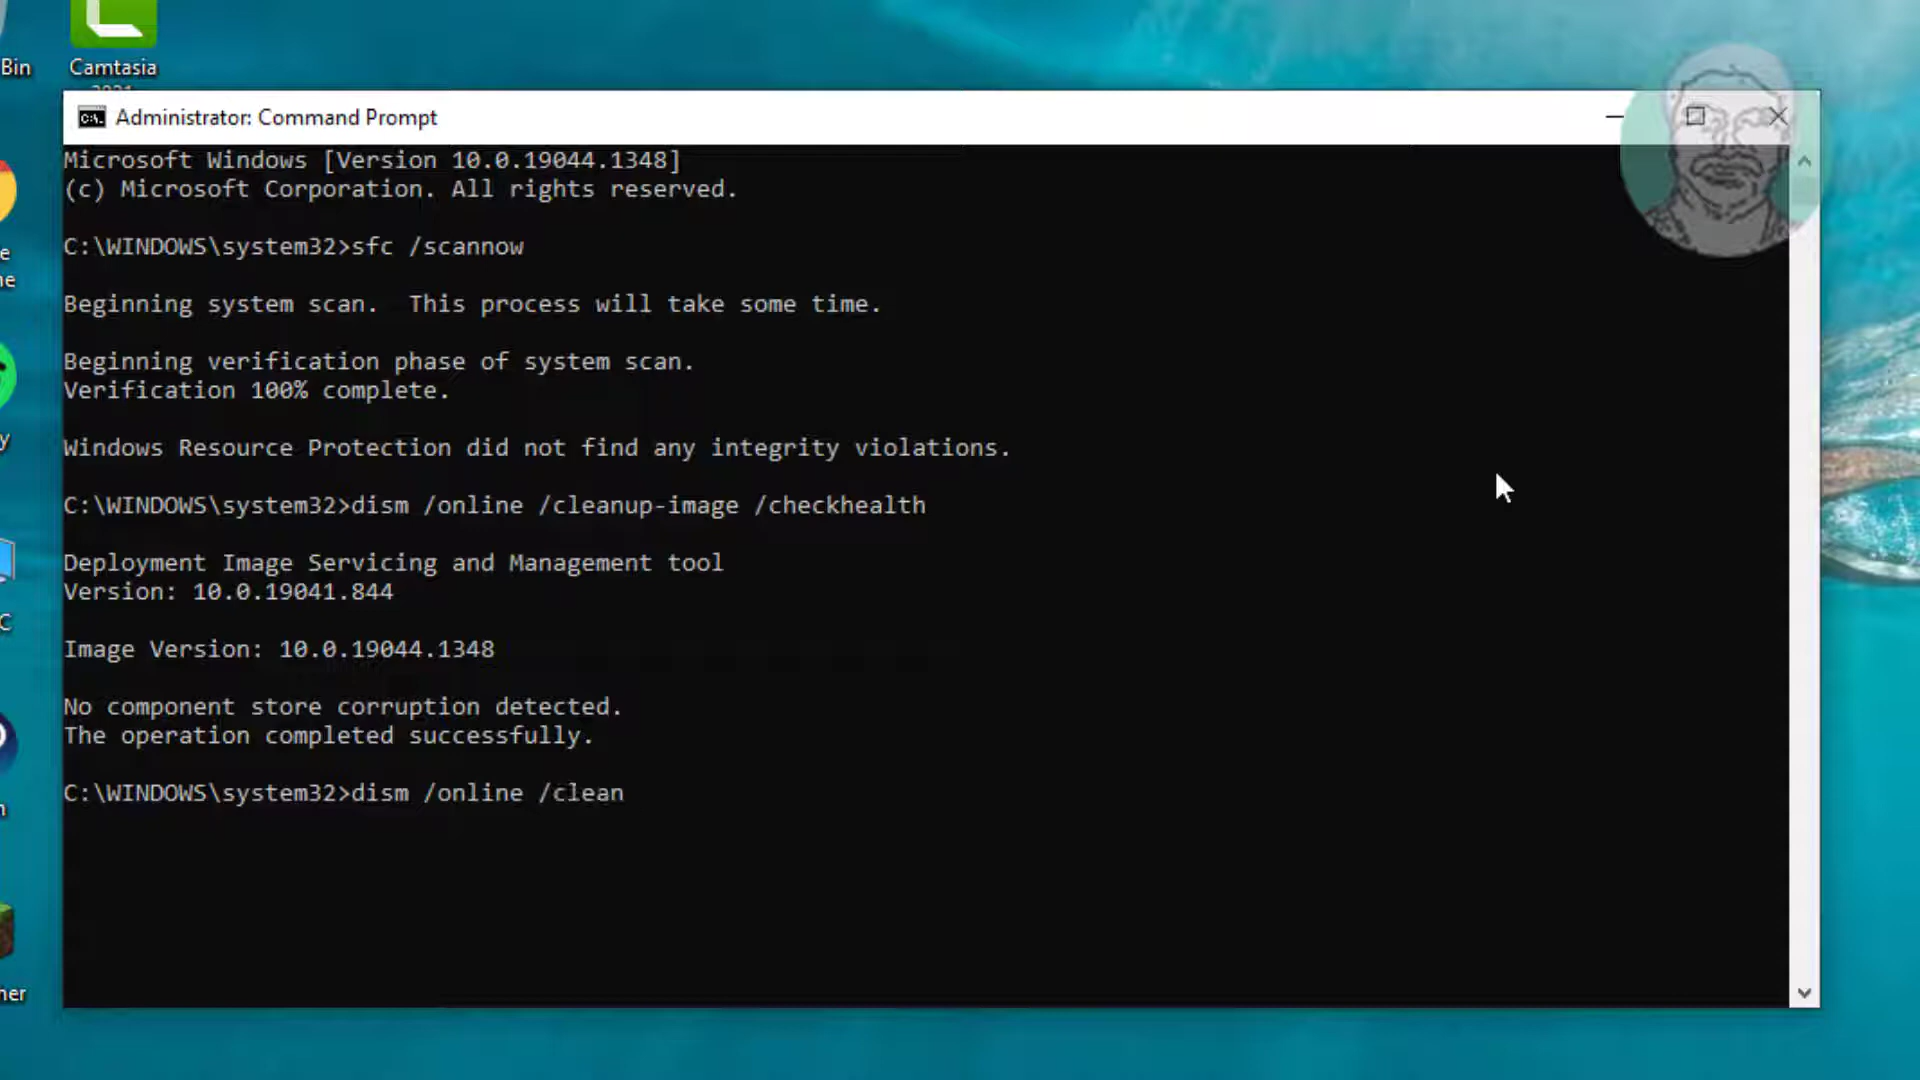 Bin
Camtasia
2021
Administrator: Command Prompt
Microsoft Windows [Version 10.0.19044.1348]
(c) Microsoft Corporation. All rights reserved.
C:\WINDOWS\system32>sfc /scannow
Beginning system scan.  This process will take some time.
Beginning verification phase of system scan.
Verification 100% complete.
Windows Resource Protection did not find any integrity violations.
C:\WINDOWS\system32>dism /online /cleanup-image /checkhealth
Deployment Image Servicing and Management tool
Version: 10.0.19041.844
Image Version: 10.0.19044.1348
No component store corruption detected.
The operation completed successfully.
C:\WINDOWS\system32>dism /online /clean